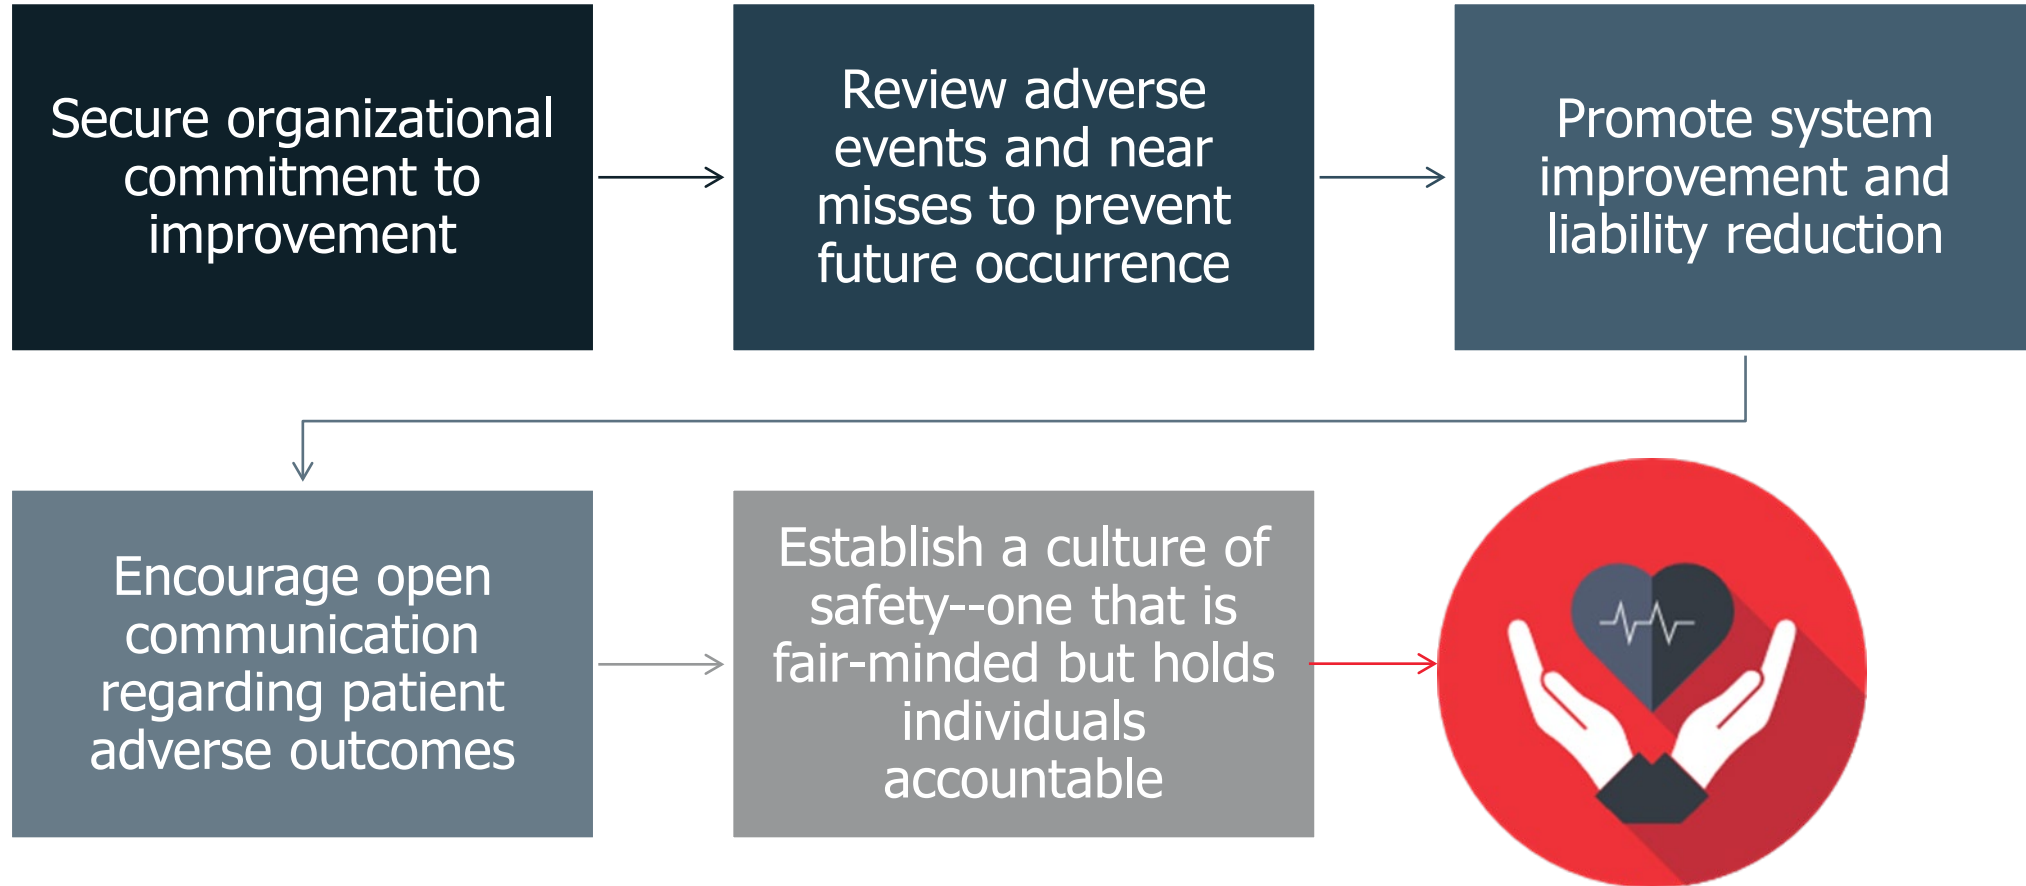 Secure organizational
commitment to
improvement
Review adverse
events and near
misses to prevent
future occurrence
Promote system
improvement and
liability reduction
Encourage open
communication
regarding patient
adverse outcomes
Establish a culture of
safety--one that is
fair-minded but holds
individuals
accountable